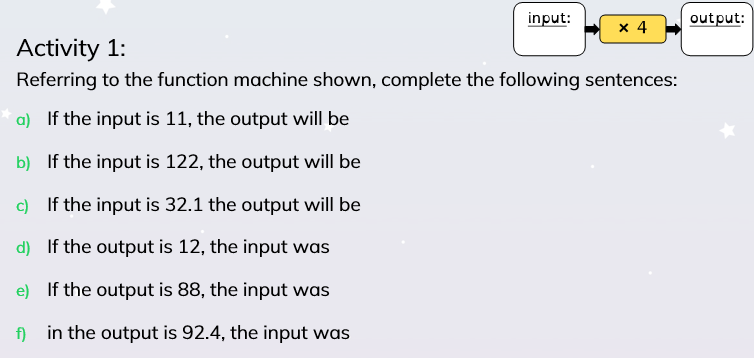 input:
× 4
output:
Activity 1:
Referring to the function machine shown, complete the following sentences:
a) If the input is 11, the output will be
b) If the input is 122, the output will be
c) If the input is 32.1 the output will be
d) If the output is 12, the input was
e) If the output is 88, the input was
f) in the output is 92.4, the input was